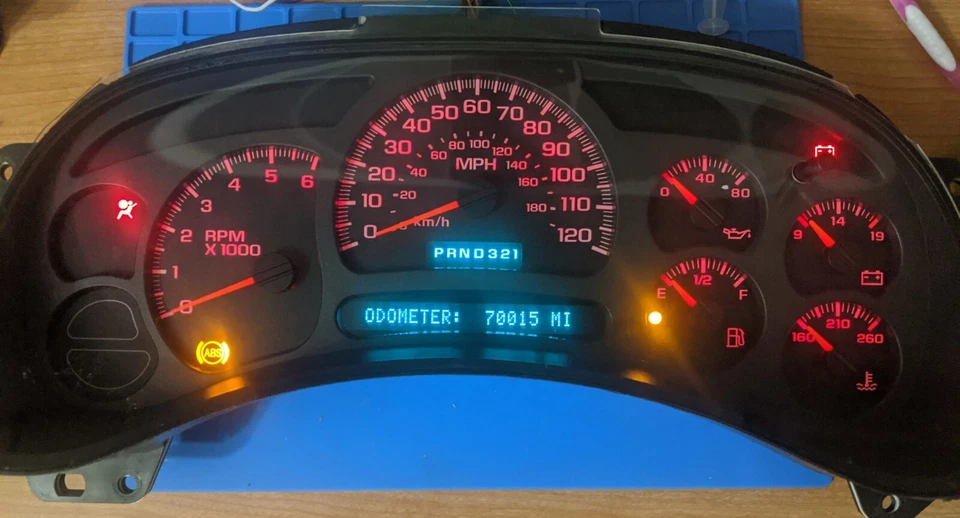 0 1 2 3 4 5 6
RPM
X 1000
ABS
0 10 20 30 40 50 60 70 80 90 100 110 120
20 40 60 80 100 120 140 160 180
MPH
km/h
PRND321
ODOMETER: 70015 MI
0 40 80
E 1/2 F
9 14 19
160 210 260